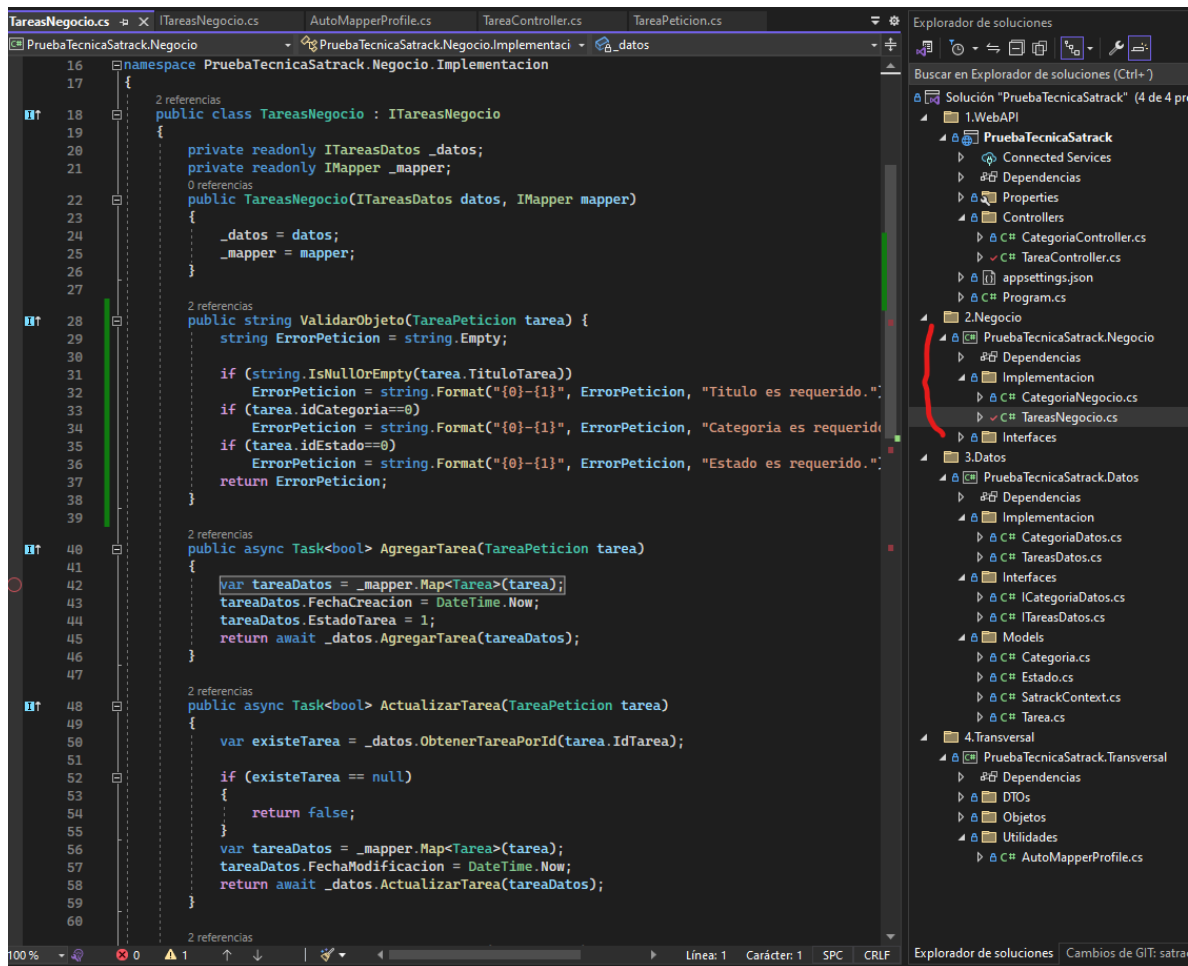 TareasNegocio.cs ITareasNegocio.cs AutoMapperProfile.cs TareaController.cs TareaPeticion.cs
PruebaTecnicaSatrack.Negocio PruebaTecnicaSatrack.Negocio.Implementaci _datos
16 namespace PruebaTecnicaSatrack.Negocio.Implementacion
17 {
2 referencias
18 public class TareasNegocio : ITareasNegocio
19 {
20 private readonly ITareasDatos _datos;
21 private readonly IMapper _mapper;
0 referencias
22 public TareasNegocio(ITareasDatos datos, IMapper mapper)
23 {
24 _datos = datos;
25 _mapper = mapper;
26 }
27
2 referencias
28 public string ValidarObjeto(TareaPeticion tarea) {
29 string ErrorPeticion = string.Empty;
30
31 if (string.IsNullOrEmpty(tarea.TituloTarea))
32 ErrorPeticion = string.Format("{0}-{1}", ErrorPeticion, "Titulo es requerido.")
33 if (tarea.idCategoria==0)
34 ErrorPeticion = string.Format("{0}-{1}", ErrorPeticion, "Categoria es requerido
35 if (tarea.idEstado==0)
36 ErrorPeticion = string.Format("{0}-{1}", ErrorPeticion, "Estado es requerido.")
37 return ErrorPeticion;
38 }
39
2 referencias
40 public async Task<bool> AgregarTarea(TareaPeticion tarea)
41 {
42 var tareaDatos = _mapper.Map<Tarea>(tarea);
43 tareaDatos.FechaCreacion = DateTime.Now;
44 tareaDatos.EstadoTarea = 1;
45 return await _datos.AgregarTarea(tareaDatos);
46 }
47
2 referencias
48 public async Task<bool> ActualizarTarea(TareaPeticion tarea)
49 {
50 var existeTarea = _datos.ObtenerTareaPorId(tarea.IdTarea);
51
52 if (existeTarea == null)
53 {
54 return false;
55 }
56 var tareaDatos = _mapper.Map<Tarea>(tarea);
57 tareaDatos.FechaModificacion = DateTime.Now;
58 return await _datos.ActualizarTarea(tareaDatos);
59 }
60
2 referencias
100 % 0 1 Línea: 1 Carácter: 1 SPC CRLF
Explorador de soluciones
Buscar en Explorador de soluciones (Ctrl+´)
Solución "PruebaTecnicaSatrack" (4 de 4 pr
1.WebAPI
PruebaTecnicaSatrack
Connected Services
Dependencias
Properties
Controllers
C# CategoriaController.cs
C# TareaController.cs
appsettings.json
C# Program.cs
2.Negocio
C# PruebaTecnicaSatrack.Negocio
Dependencias
Implementacion
C# CategoriaNegocio.cs
C# TareasNegocio.cs
Interfaces
3.Datos
C# PruebaTecnicaSatrack.Datos
Dependencias
Implementacion
C# CategoriaDatos.cs
C# TareasDatos.cs
Interfaces
C# ICategoriaDatos.cs
C# ITareasDatos.cs
Models
C# Categoria.cs
C# Estado.cs
C# SatrackContext.cs
C# Tarea.cs
4.Transversal
C# PruebaTecnicaSatrack.Transversal
Dependencias
DTOs
Objetos
Utilidades
C# AutoMapperProfile.cs
Explorador de soluciones Cambios de GIT: satra